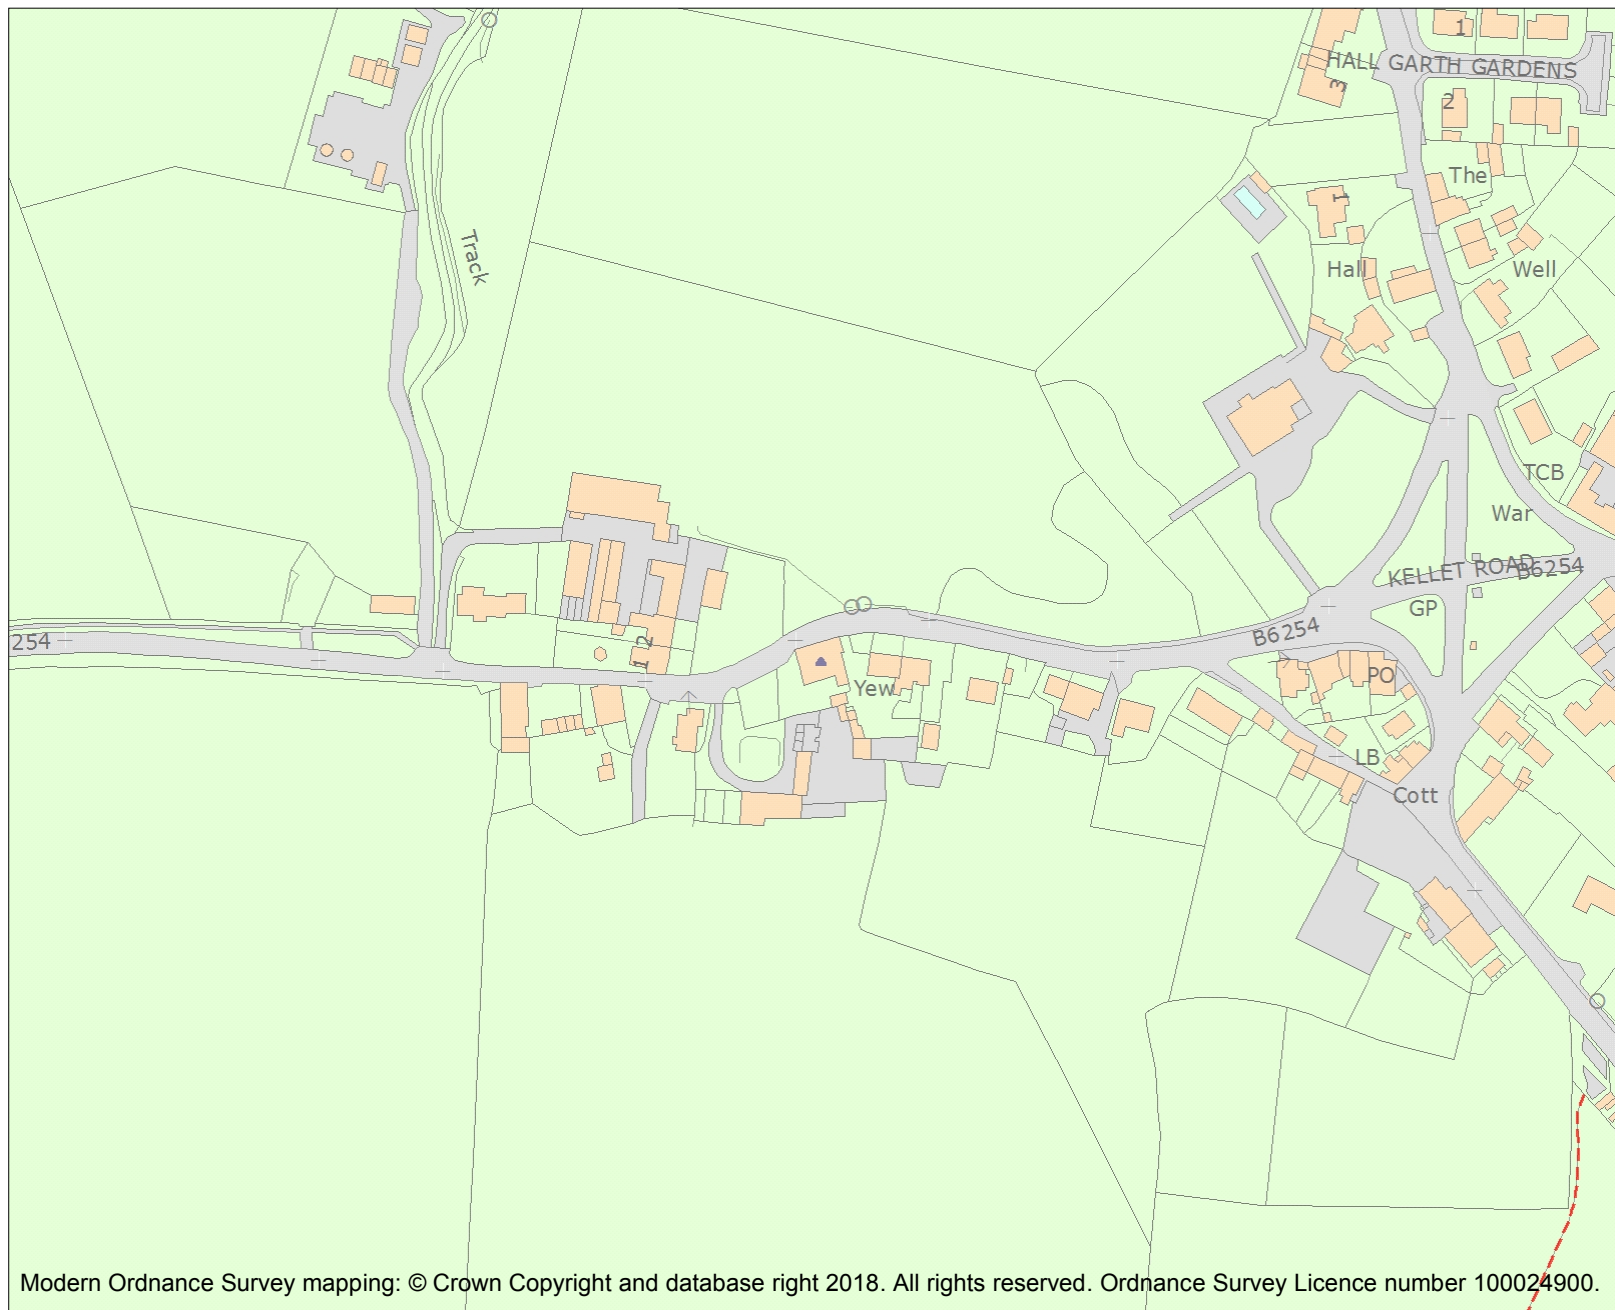 1
HALL GARTH GARDENS
3
2
The
1
Track
Hall
Well
TCB
War
KELLET ROAD
B6254
GP
254
B6254
1 2
Yew
PO
LB
Cott
Modern Ordnance Survey mapping: © Crown Copyright and database right 2018. All rights reserved. Ordnance Survey Licence number 100024900.